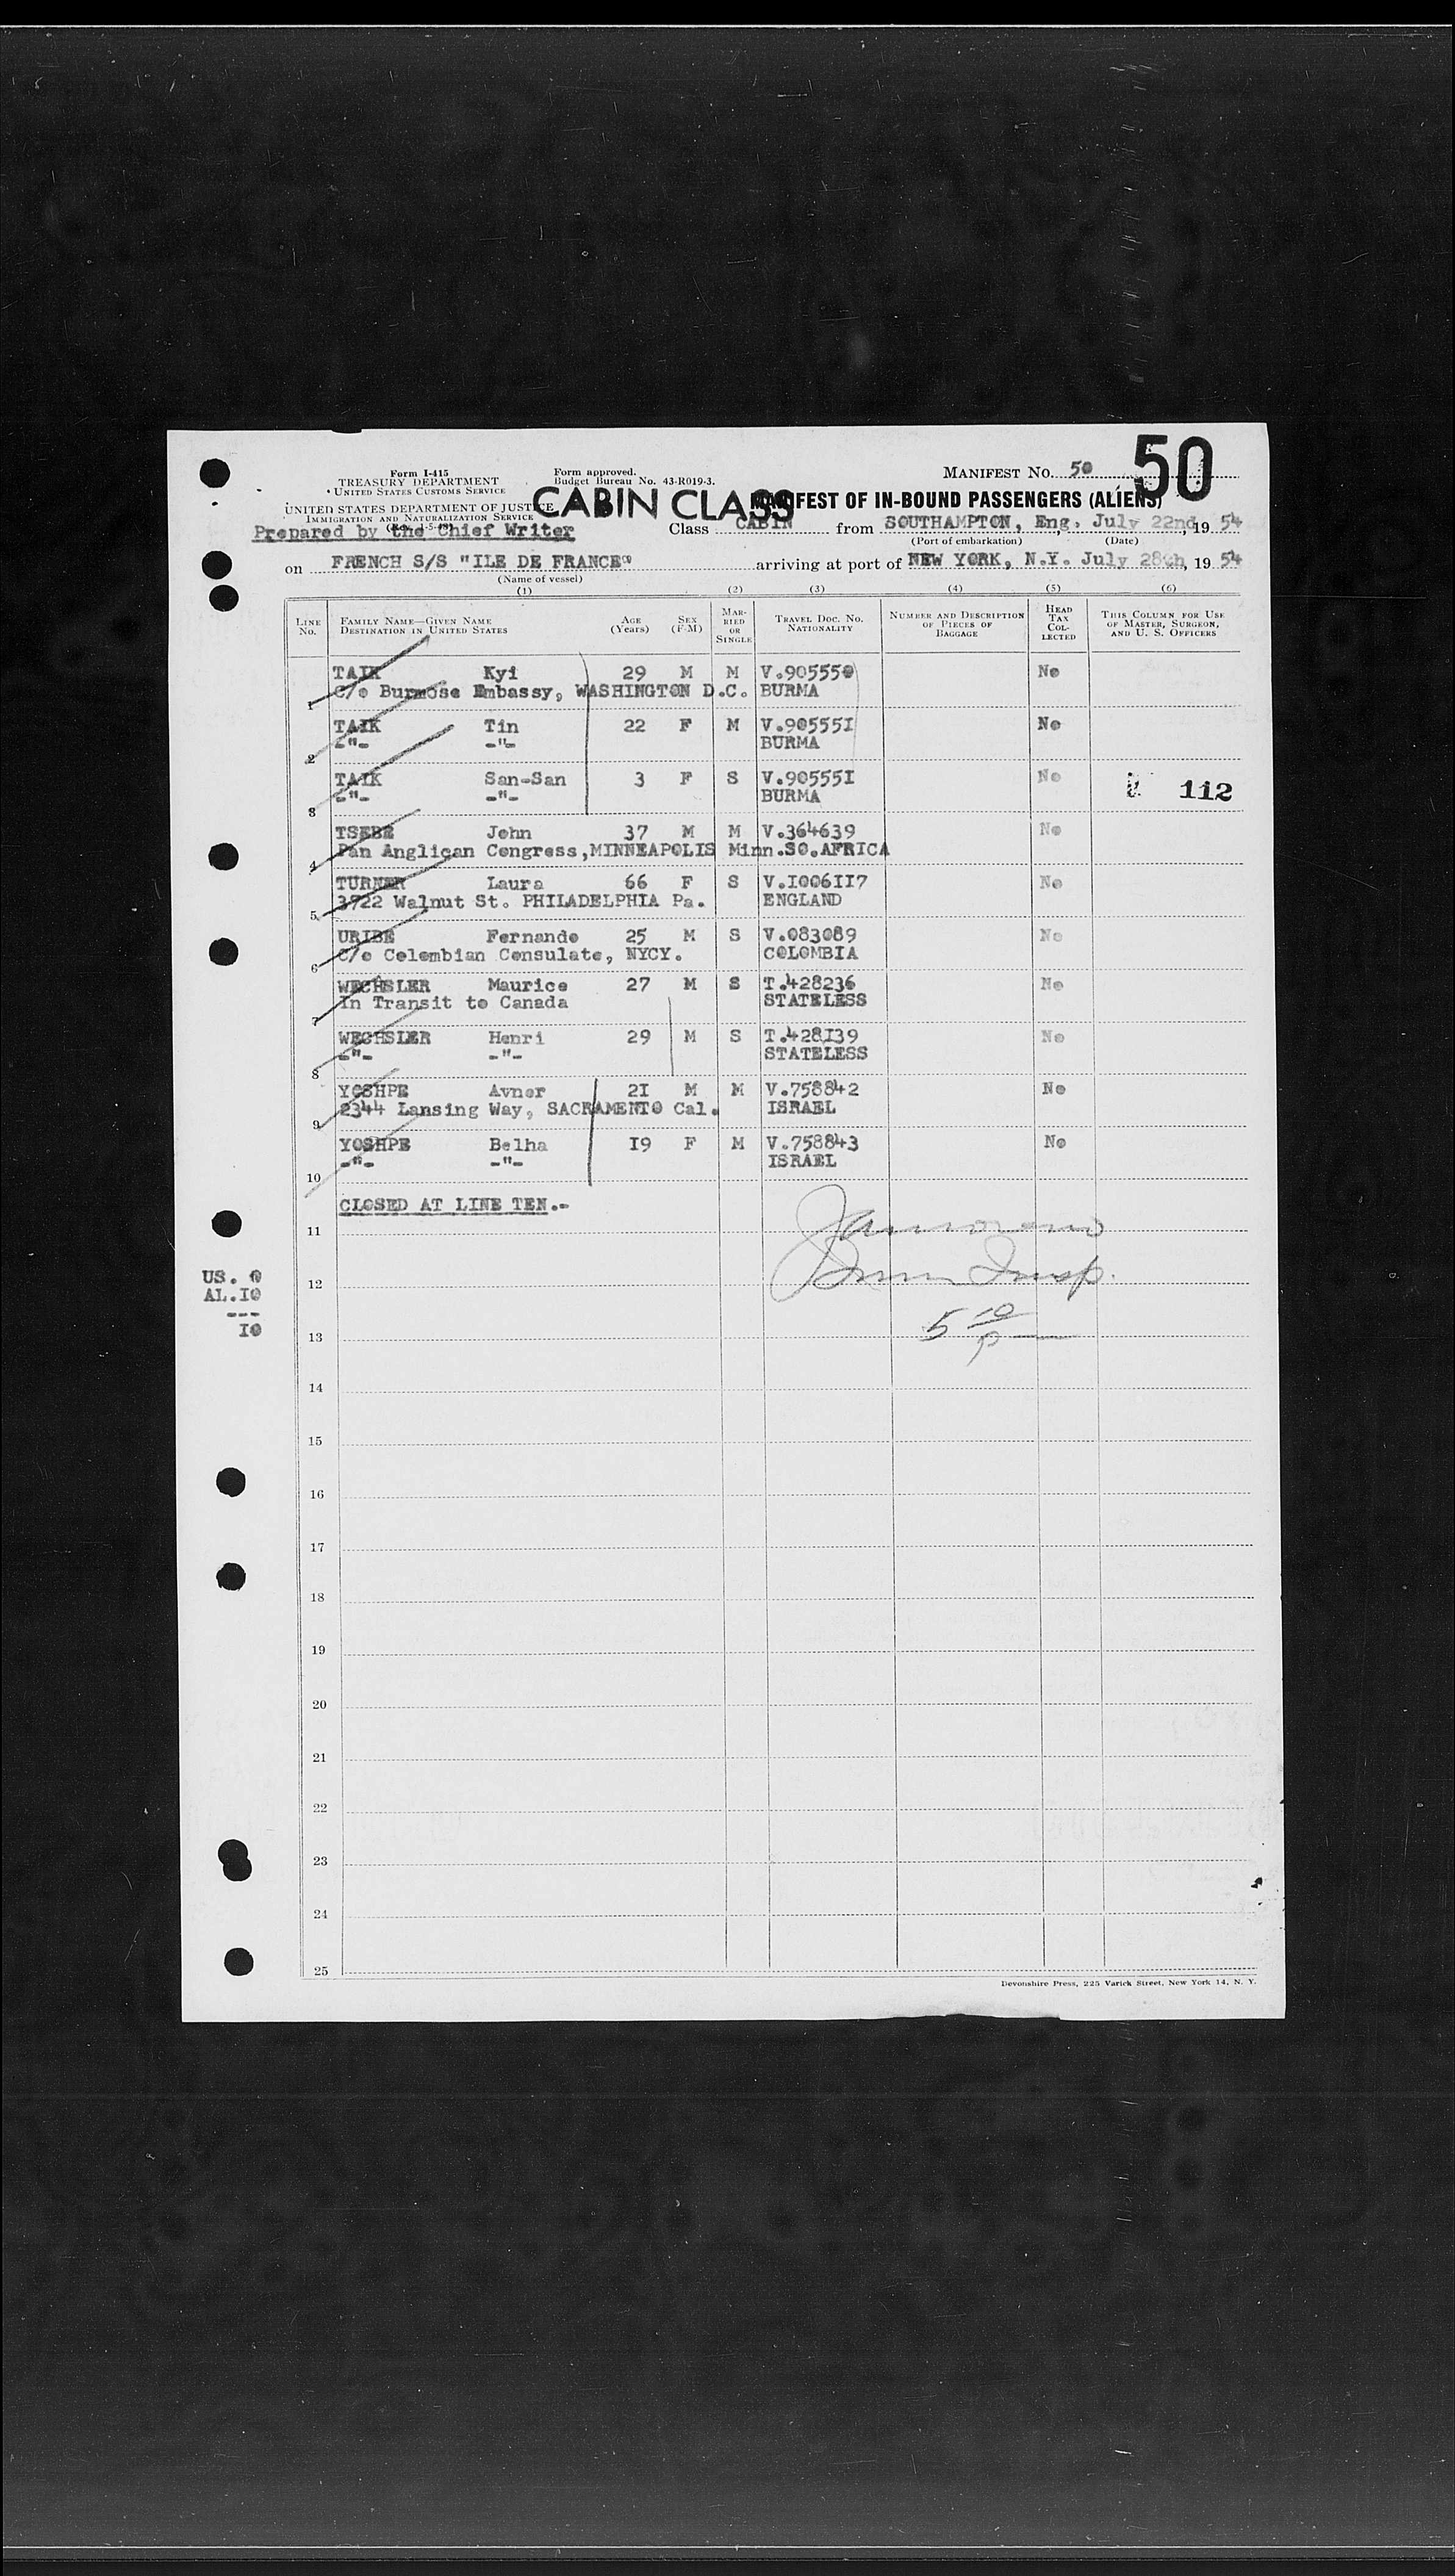 50
Form I-415
TREASURY DEPARTMENT
UNITED STATES CUSTOMS SERVICE
Form approved.
Budget Bureau No. 43-R019-3.
MANIFEST No. 50
UNITED STATES DEPARTMENT OF JUSTICE
IMMIGRATION AND NATURALIZATION SERVICE
CABIN CLASS
MANIFEST OF IN-BOUND PASSENGERS (ALIENS)
Prepared by the Chief Writer
Class CABIN from SOUTHAMPTON, Eng. July 22nd, 19 54
(Port of embarkation) (Date)
on FRENCH S/S "ILE DE FRANCE" arriving at port of NEW YORK, N.Y. July 28th, 19 54
(Name of vessel)
(1) (2) (3) (4) (5) (6)
LINE No. FAMILY NAME—GIVEN NAME DESTINATION IN UNITED STATES AGE (Years) SEX (F-M) MARRIED OR SINGLE TRAVEL DOC. NO. NATIONALITY NUMBER AND DESCRIPTION OF PIECES OF BAGGAGE HEAD TAX COLLECTED THIS COLUMN FOR USE OF MASTER, SURGEON, AND U. S. OFFICERS
TAIK Kyi 29 M M V.905550 No
1 C/o Burmose Embassy, WASHINGTON D.C. BURMA
TAIK Tin 22 F M V.90555I No
2 -"- -"- BURMA
TAIK San-San 3 F S V.90555I No
3 -"- -"- BURMA 112
TSEBE John 37 M M V.364639 No
4 Pan Anglican Congress, MINNEAPOLIS Minn. SO.AFRICA
TURNER Laura 66 F S V.I006II7 No
5 3722 Walnut St. PHILADELPHIA Pa. ENGLAND
URIBE Fernando 25 M S V.083089 No
6 C/o Colombian Consulate, NYCY. COLOMBIA
WECHSLER Maurice 27 M S T.428236 No
7 In Transit to Canada STATELESS
WECHSLER Henri 29 M S T.428I39 No
8 -"- -"- STATELESS
YOSHPE Avner 2I M M V.758842 No
9 2344 Lansing Way, SACRAMENTO Cal. ISRAEL
YOSHPE Belha I9 F M V.758843 No
10 -"- -"- ISRAEL
CLOSED AT LINE TEN.-
11
US. 0
AL.I0
---
I0
12 Insp.
13 5 10 p
14
15
16
17
18
19
20
21
22
23
24
25
Devonshire Press, 225 Varick Street, New York 14, N. Y.